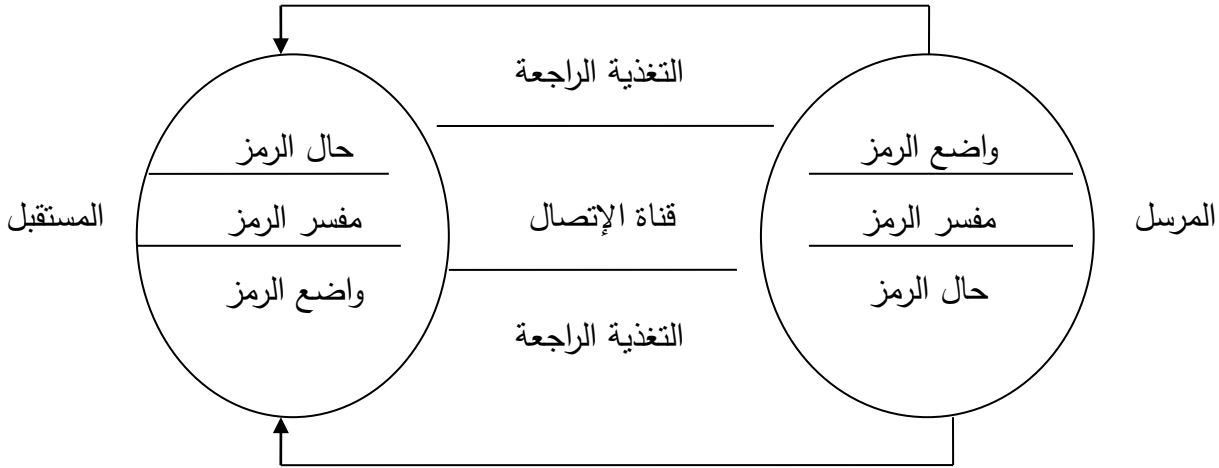 التغذية الراجعة
واضع الرمز
حال الرمز
المرسل
مفسر الرمز
قناة الإتصال
مفسر الرمز
المستقبل
حال الرمز
واضع الرمز
التغذية الراجعة